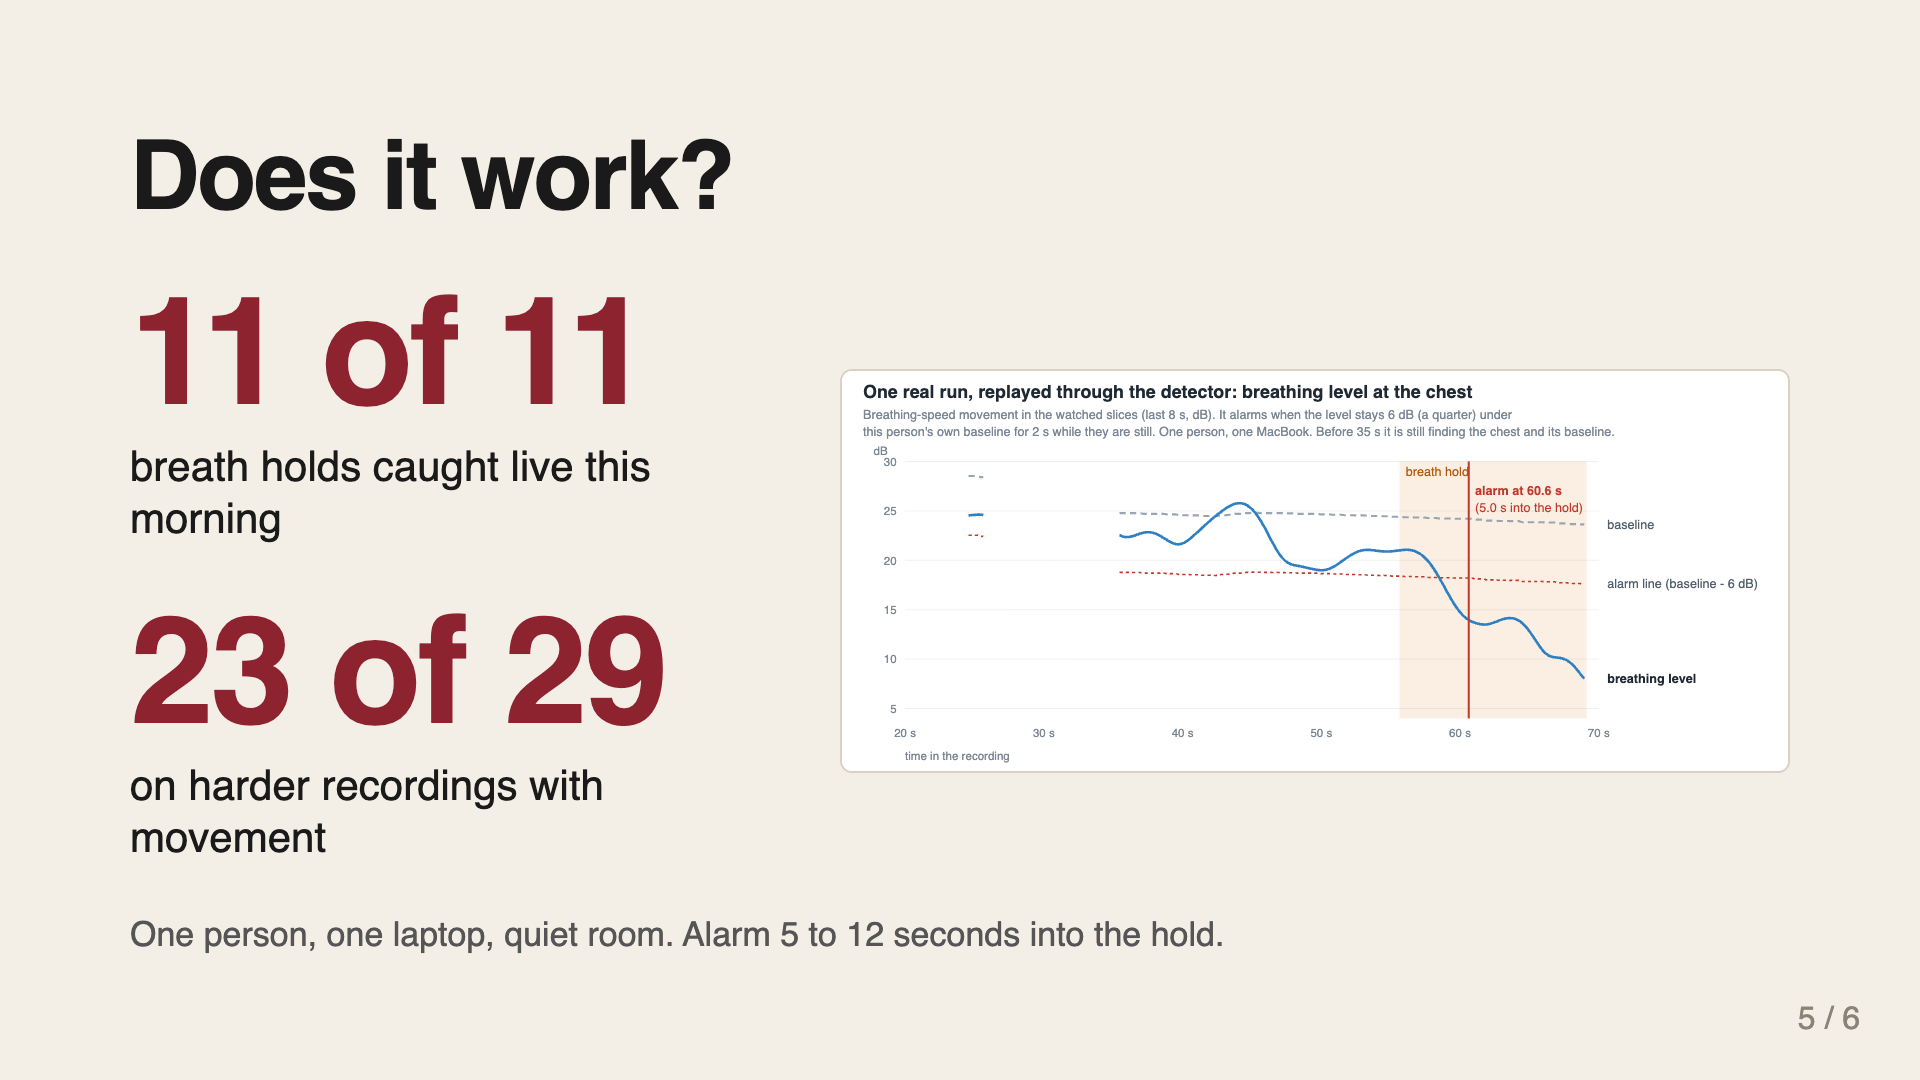 Does it work?
11 of 11
breath holds caught live this
morning
23 of 29
on harder recordings with
movement
One real run, replayed through the detector: breathing level at the chest
Breathing-speed movement in the watched slices (last 8 s, dB). It alarms when the level stays 6 dB (a quarter) under
this person's own baseline for 2 s while they are still. One person, one MacBook. Before 35 s it is still finding the chest and its baseline.
dB
30
25
20
15
10
5
breath hold
alarm at 60.6 s
(5.0 s into the hold)
baseline
alarm line (baseline - 6 dB)
breathing level
20 s 30 s 40 s 50 s 60 s 70 s
time in the recording
One person, one laptop, quiet room. Alarm 5 to 12 seconds into the hold.
5 / 6